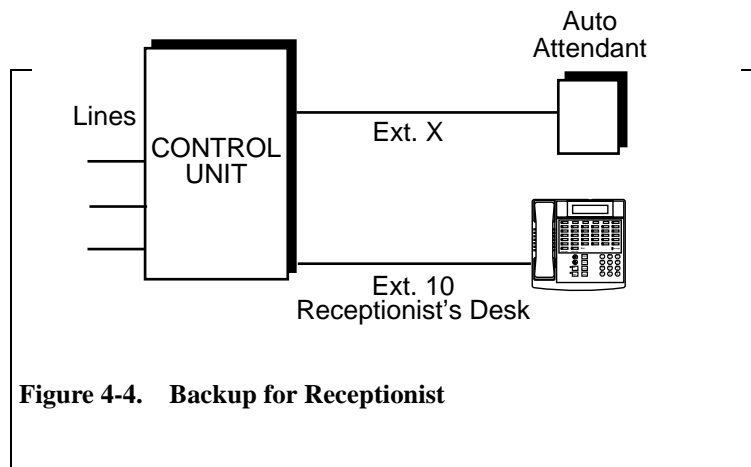 Auto
Attendant
Lines
Ext. X
CONTROL
UNIT
Ext. 10
Receptionist's Desk
Figure 4-4. Backup for Receptionist